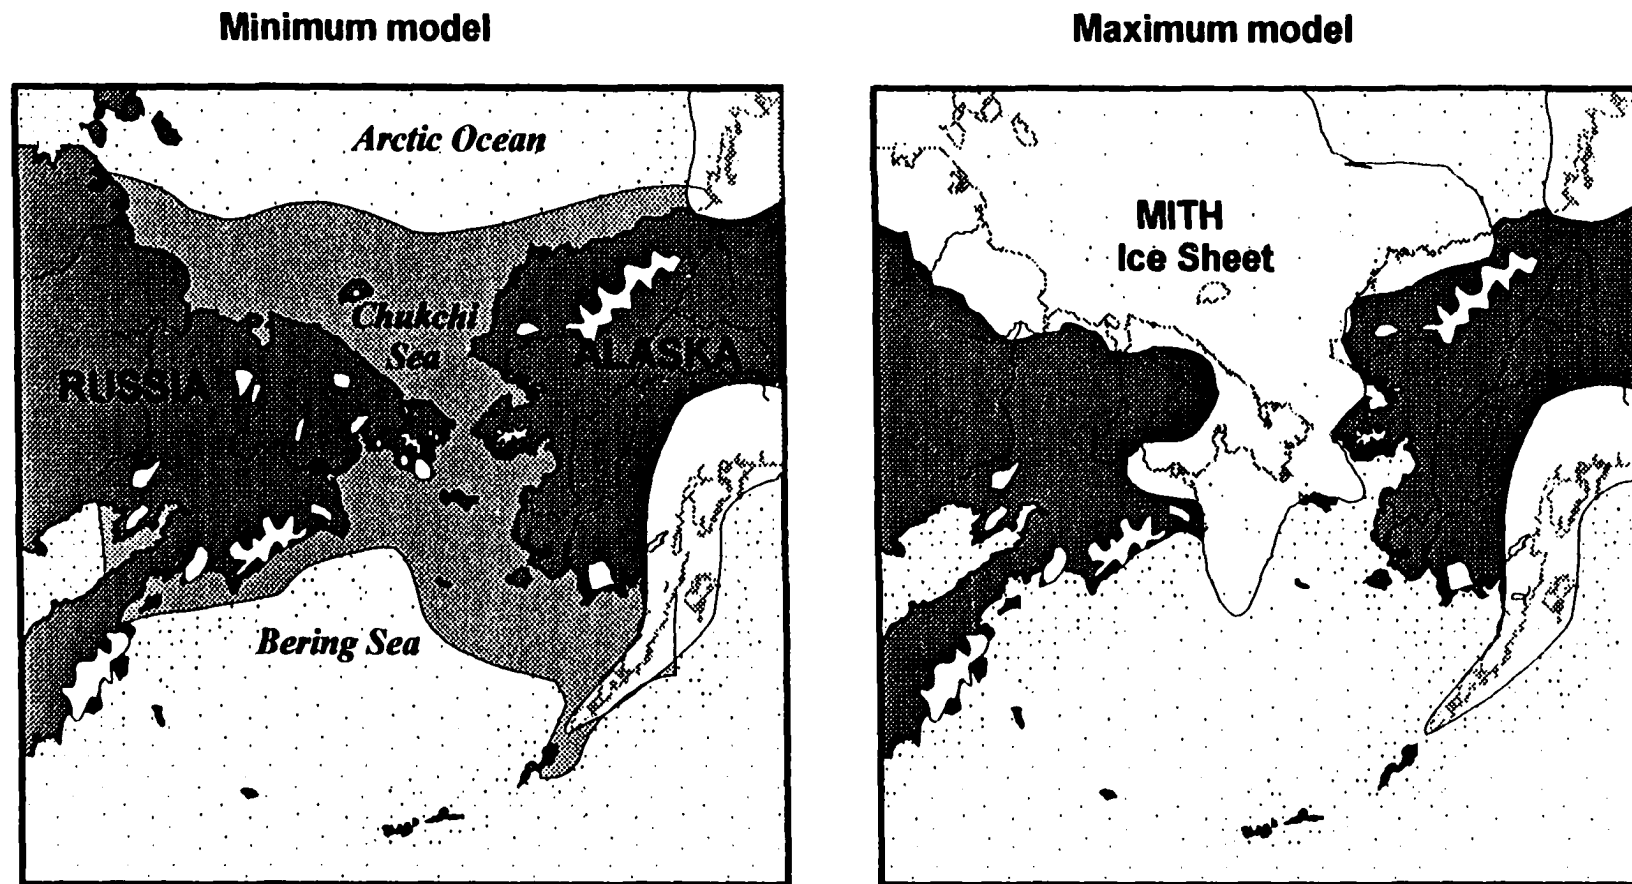 Minimum model
Maximum model
Arctic Ocean
Chukchi
Sea
RUSSIA
ALASKA
Bering Sea
MITH
Ice Sheet